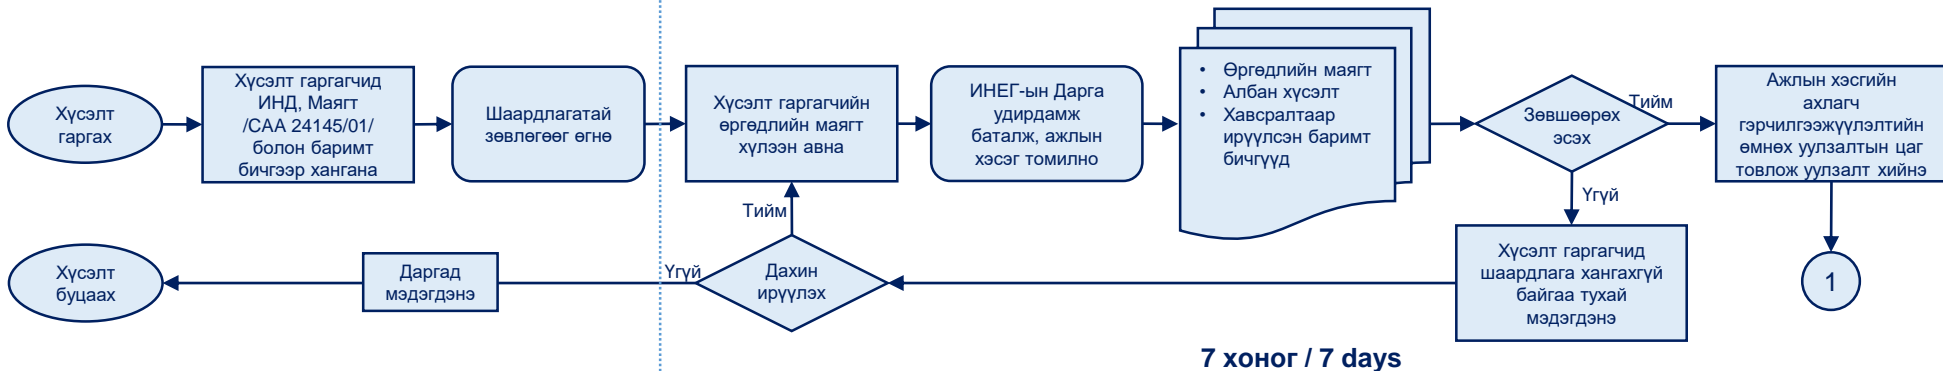 Хүсэлт
гаргах
Хүсэлт гаргагчид
ИНД, Маягт
/CAA 24145/01/
болон баримт
бичгээр хангана
Шаардлагатай
зөвлөгөөг өгнө
Хүсэлт гаргагчийн
өргөдлийн маягт
хүлээн авна
ИНЕГ-ын Дарга
удирдамж
баталж, ажлын
хэсэг томилно
• Өргөдлийн маягт
• Албан хүсэлт
• Хавсралтаар
ирүүлсэн баримт
бичгүүд
Зөвшөөрөх
эсэх
Тийм
Ажлын хэсгийн
ахлагч
гэрчилгээжүүлэлтийн
өмнөх уулзалтын цаг
товлож уулзалт хийнэ
Тийм
Үгүй
Хүсэлт
буцаах
Даргад
мэдэгдэнэ
Үгүй
Дахин
ирүүлэх
Хүсэлт гаргагчид
шаардлага хангахгүй
байгаа тухай
мэдэгдэнэ
1
7 хоног / 7 days